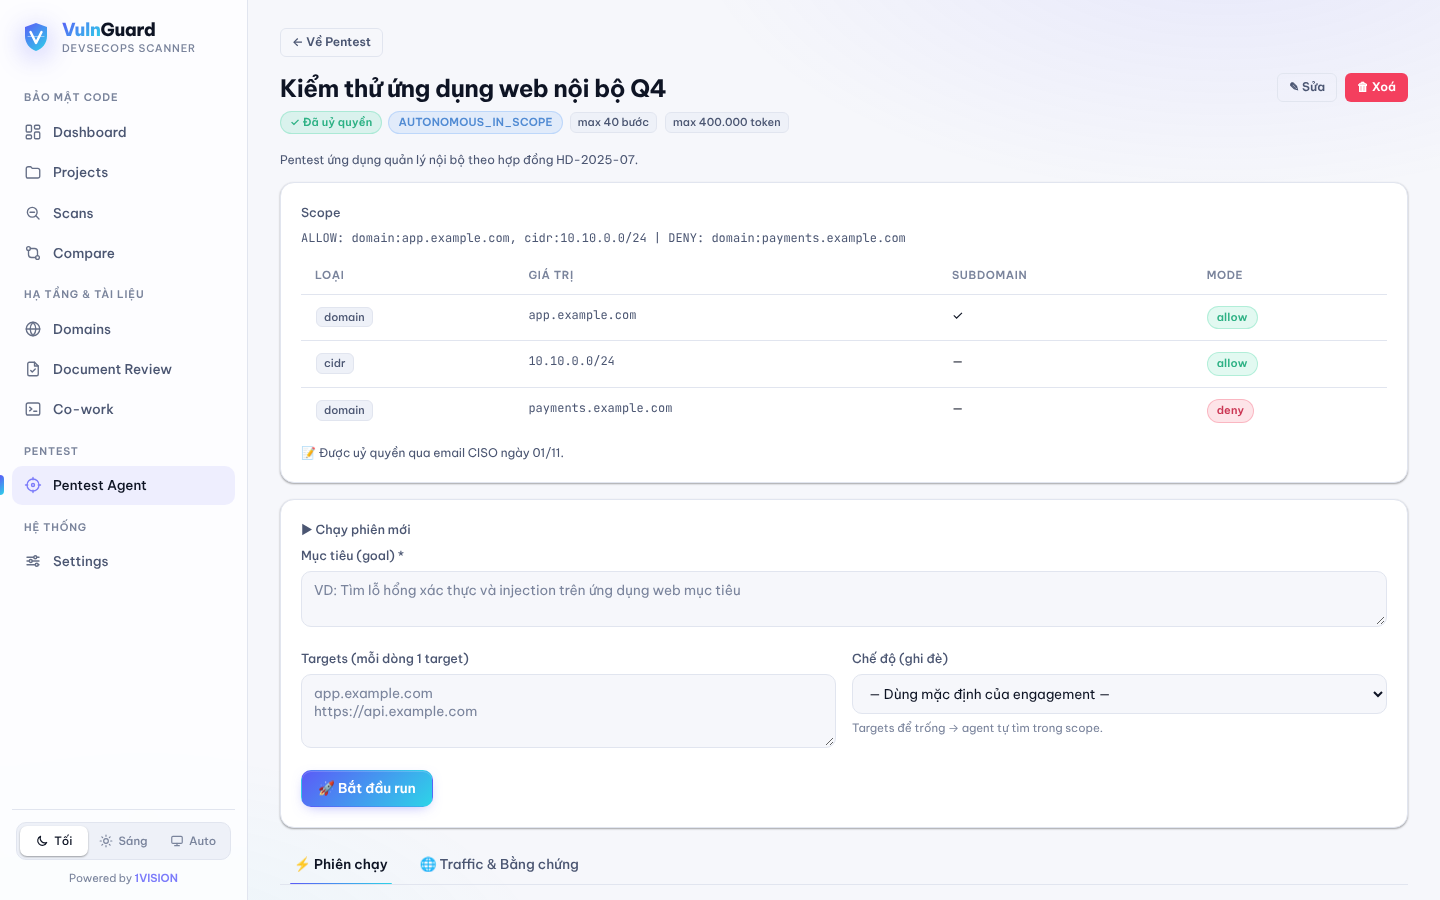 VulnGuard
DEVSECOPS SCANNER
BẢO MẬT CODE
Dashboard
Projects
Scans
Compare
HẠ TẦNG & TÀI LIỆU
Domains
Document Review
Co-work
PENTEST
Pentest Agent
HỆ THỐNG
Settings
Tối Sáng Auto
Powered by 1VISION
← Về Pentest
Kiểm thử ứng dụng web nội bộ Q4
✎ Sửa 🗑 Xoá
✓ Đã uỷ quyền AUTONOMOUS_IN_SCOPE max 40 bước max 400.000 token
Pentest ứng dụng quản lý nội bộ theo hợp đồng HD-2025-07.
Scope
ALLOW: domain:app.example.com, cidr:10.10.0.0/24 | DENY: domain:payments.example.com
LOẠI GIÁ TRỊ SUBDOMAIN MODE
domain app.example.com ✓ allow
cidr 10.10.0.0/24 — allow
domain payments.example.com — deny
📝 Được uỷ quyền qua email CISO ngày 01/11.
▶ Chạy phiên mới
Mục tiêu (goal) *
VD: Tìm lỗ hổng xác thực và injection trên ứng dụng web mục tiêu
Targets (mỗi dòng 1 target)
app.example.com
https://api.example.com
Chế độ (ghi đè)
— Dùng mặc định của engagement —
Targets để trống → agent tự tìm trong scope.
🚀 Bắt đầu run
⚡ Phiên chạy 🌐 Traffic & Bằng chứng